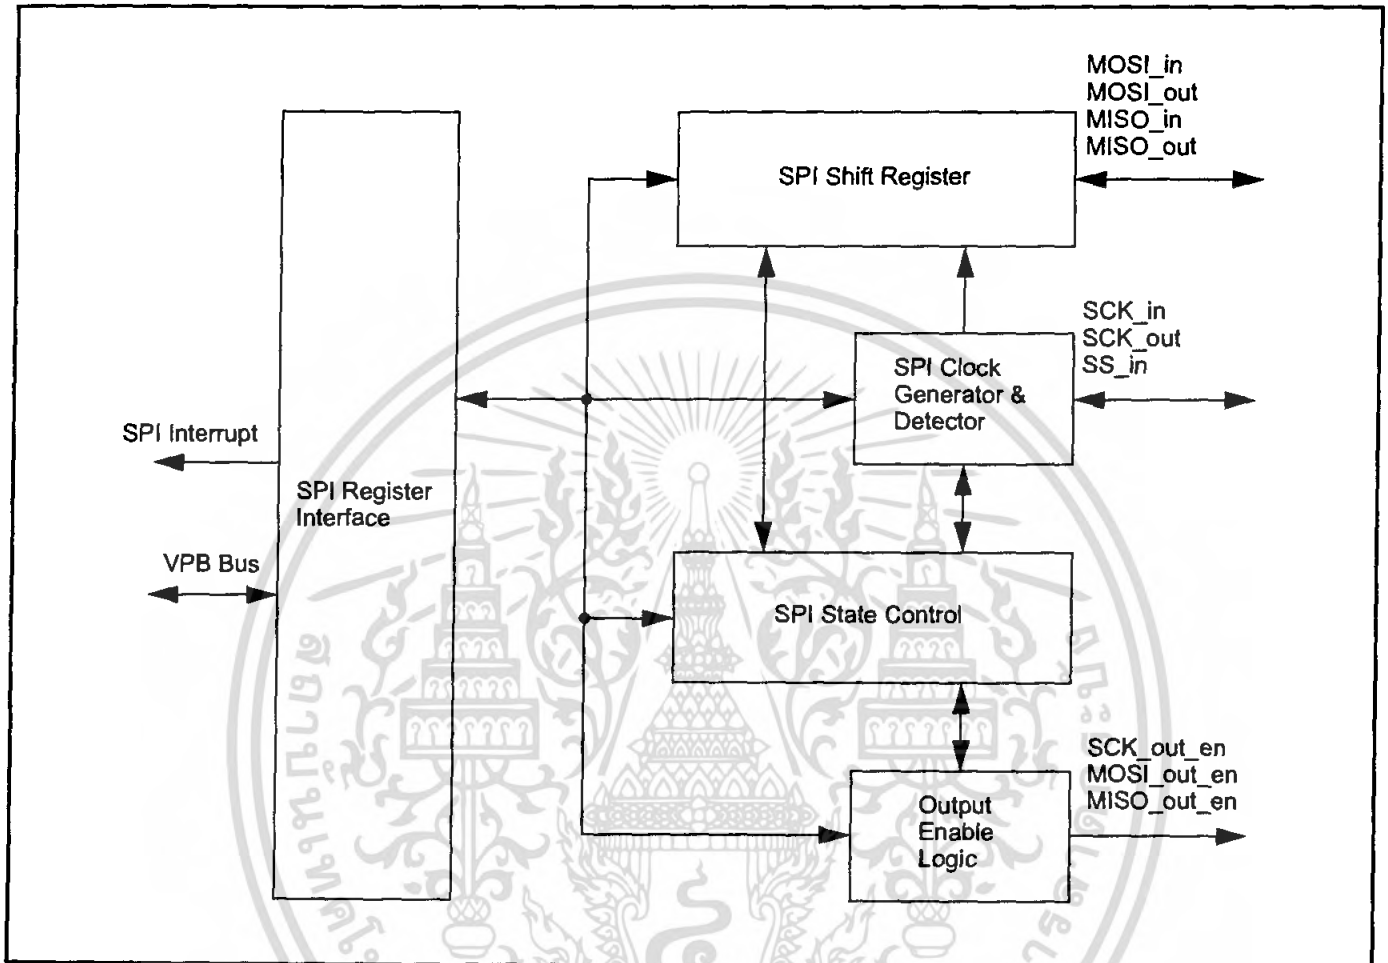 MOSI_in
MOSI_out
MISO_in
MISO_out
SPI Shift Register
SCK_in
SCK_out
SS_in
SPI Clock
Generator &
Detector
SPI Interrupt
SPI Register
Interface
VPB Bus
SPI State Control
SCK_out_en
MOSI_out_en
MISO_out_en
Output
Enable
Logic